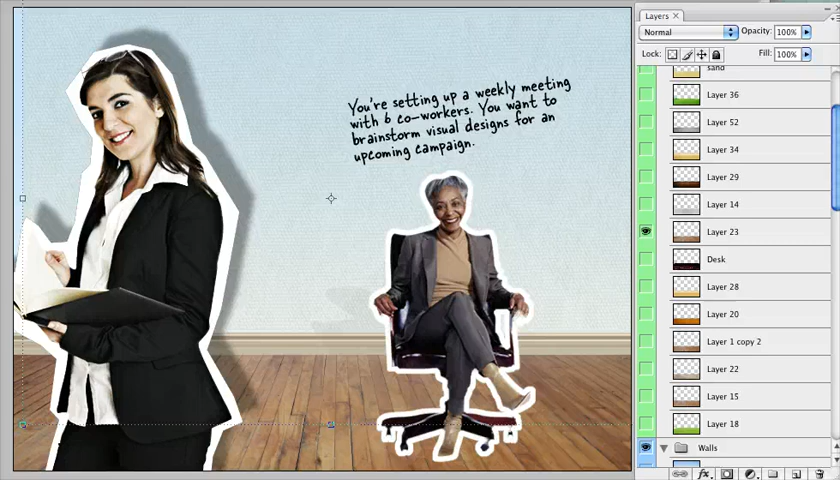 Layers ×
Normal
Opacity: 100%
Lock:
Fill: 100%
sand
Layer 36
Layer 52
Layer 34
Layer 29
Layer 14
Layer 23
Desk
Layer 28
Layer 20
Layer 1 copy 2
Layer 22
Layer 15
Layer 18
Walls
fx
You're setting up a weekly meeting
with 6 co-workers. You want to
brainstorm visual designs for an
upcoming campaign.